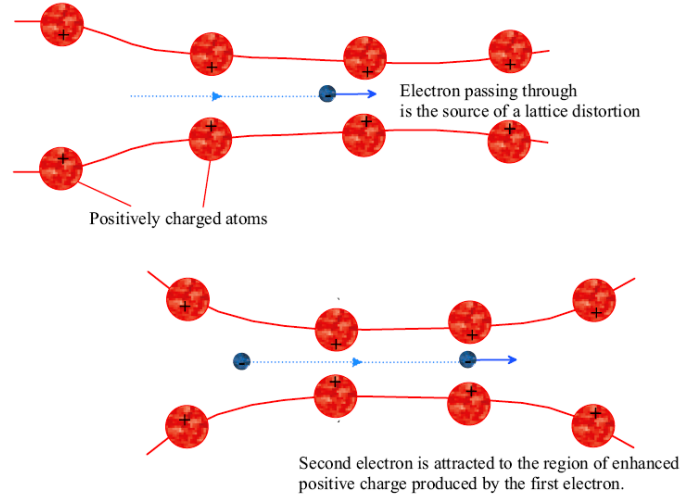 Electron passing through
is the source of a lattice distortion
Positively charged atoms
Second electron is attracted to the region of enhanced
positive charge produced by the first electron.